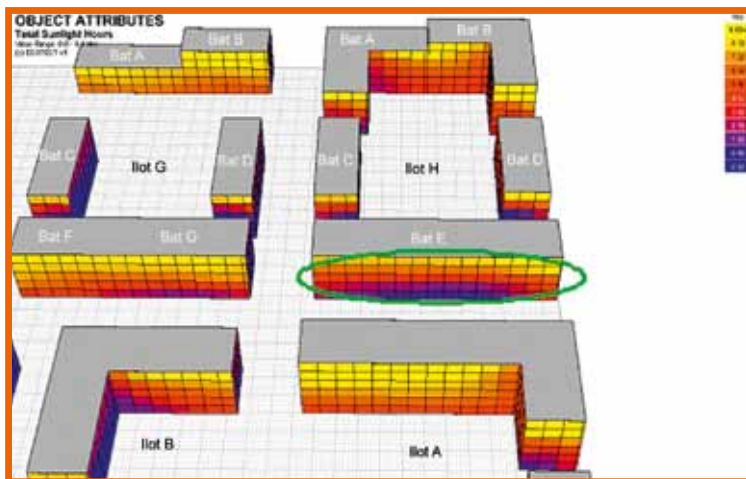 OBJECT ATTRIBUTES
Total Sunlight Hours
Bat B
Bat A
Bat A
Bat B
Bat C
Ilot G
Bat D
Bat C
Ilot H
Bat D
Bat F
Bat G
Bat E
Ilot B
Ilot A